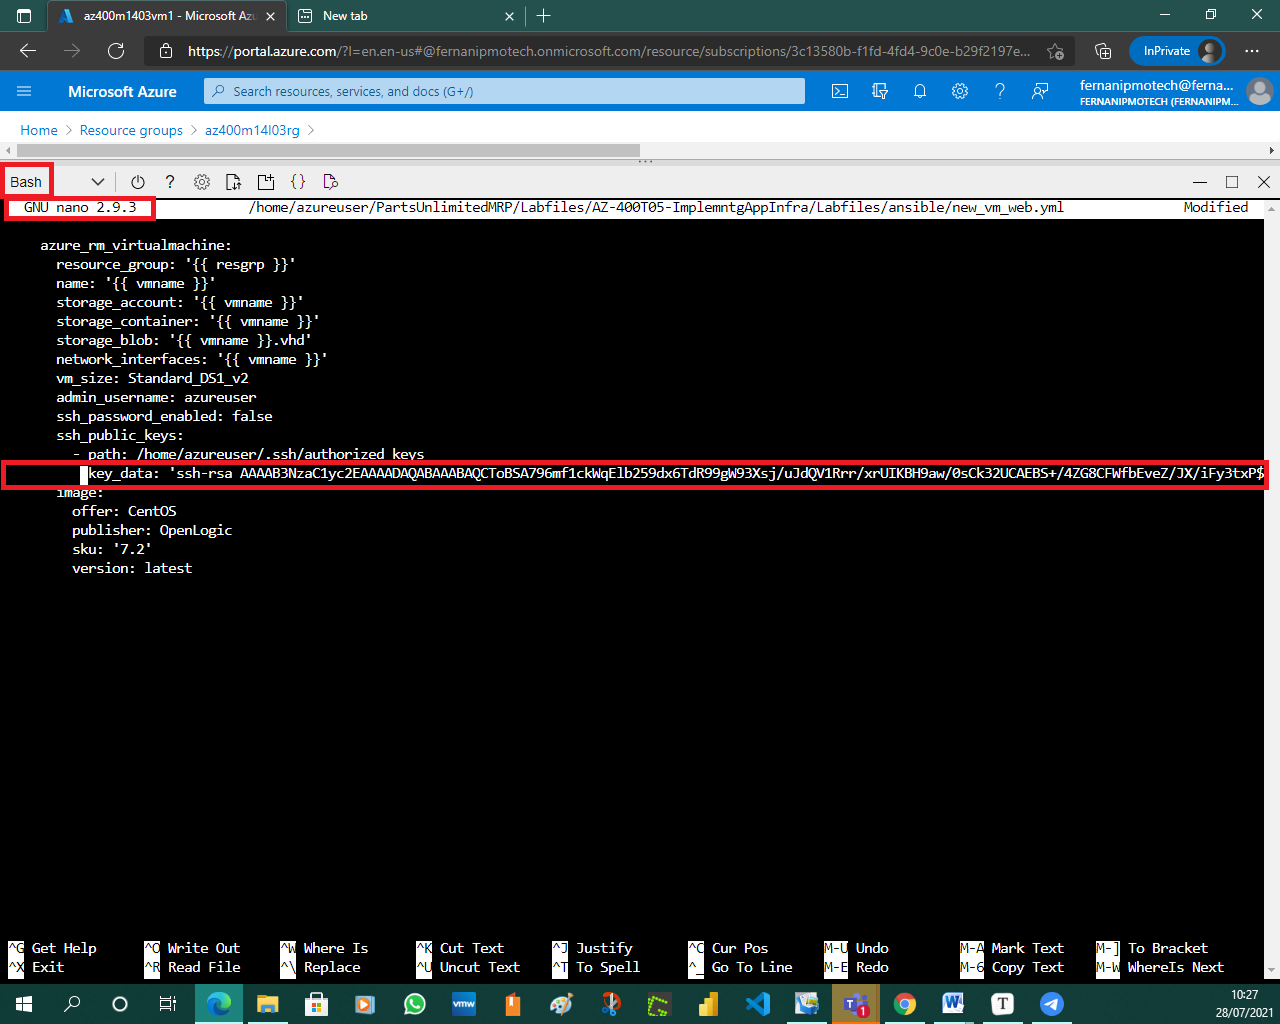 az400m1403vm1 - Microsoft Azu
New tab
https://portal.azure.com/?l=en.en-us#@fernanipmotech.onmicrosoft.com/resource/subscriptions/3c13580b-f1fd-4fd4-9c0e-b29f2197e...
InPrivate
Microsoft Azure
Search resources, services, and docs (G+/)
fernanipmotech@ferna...
FERNANIPMOTECH (FERNANIPM...
Home > Resource groups > az400m14l03rg >
Bash
GNU nano 2.9.3 /home/azureuser/PartsUnlimitedMRP/Labfiles/AZ-400T05-ImplemntgAppInfra/Labfiles/ansible/new_vm_web.yml Modified
azure_rm_virtualmachine:
resource_group: '{{ resgrp }}'
name: '{{ vmname }}'
storage_account: '{{ vmname }}'
storage_container: '{{ vmname }}'
storage_blob: '{{ vmname }}.vhd'
network_interfaces: '{{ vmname }}'
vm_size: Standard_DS1_v2
admin_username: azureuser
ssh_password_enabled: false
ssh_public_keys:
- path: /home/azureuser/.ssh/authorized_keys
key_data: 'ssh-rsa AAAAB3NzaC1yc2EAAAADAQABAAABAQCToBSA796mf1ckWqElb259dx6TdR99gW93Xsj/uJdQV1Rrr/xrUIKBH9aw/0sCk32UCAEBS+/4ZG8CFWfbEveZ/JX/iFy3txP$
image:
offer: CentOS
publisher: OpenLogic
sku: '7.2'
version: latest
^G Get Help ^O Write Out ^W Where Is ^K Cut Text ^J Justify ^C Cur Pos M-U Undo M-A Mark Text M-] To Bracket
^X Exit ^R Read File ^\ Replace ^U Uncut Text ^T To Spell ^_ Go To Line M-E Redo M-6 Copy Text M-W WhereIs Next
vmw
1
W
T
10:27
28/07/2021